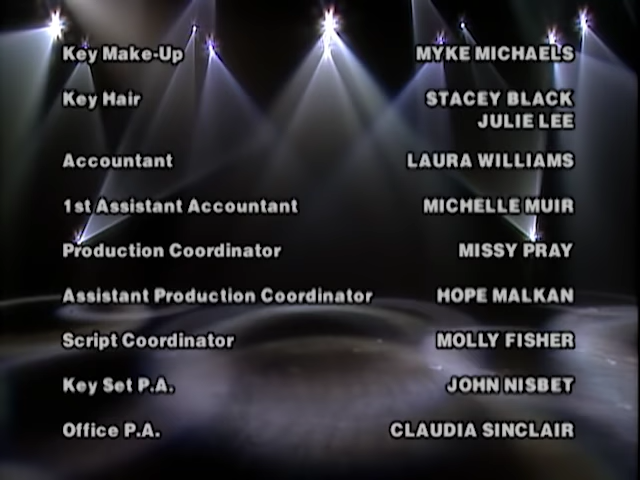 Key Make-Up MYKE MICHAELS
Key Hair STACEY BLACK
JULIE LEE
Accountant LAURA WILLIAMS
1st Assistant Accountant MICHELLE MUIR
Production Coordinator MISSY PRAY
Assistant Production Coordinator HOPE MALKAN
Script Coordinator MOLLY FISHER
Key Set P.A. JOHN NISBET
Office P.A. CLAUDIA SINCLAIR